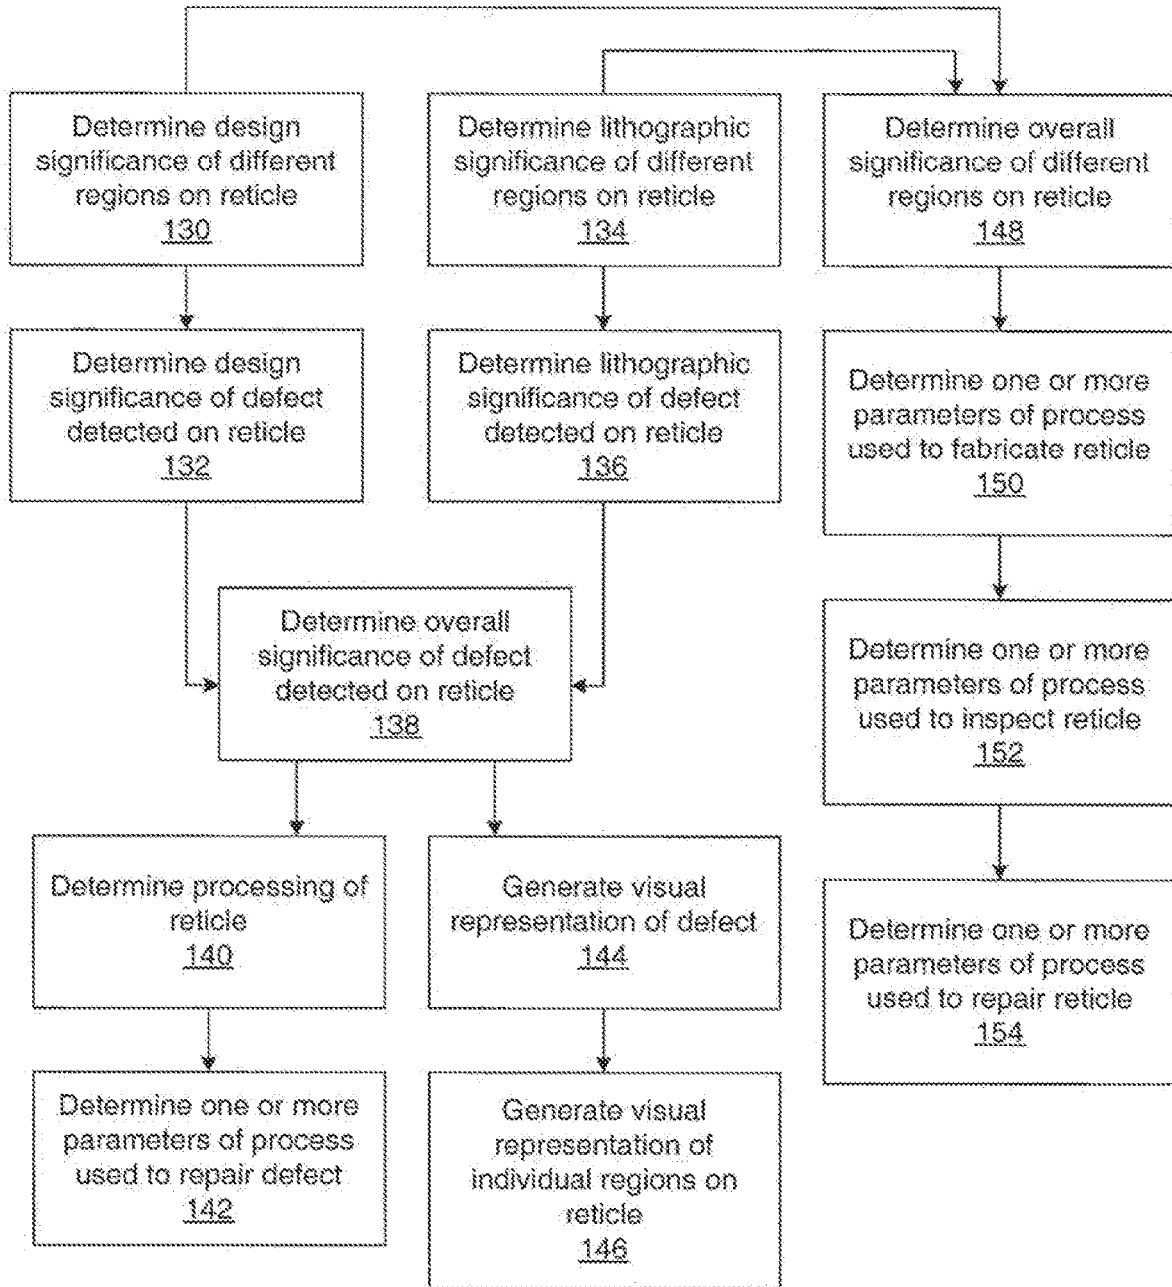 Determine design
significance of different
regions on reticle
130
Determine lithographic
significance of different
regions on reticle
134
Determine overall
significance of different
regions on reticle
148
Determine design
significance of defect
detected on reticle
132
Determine lithographic
significance of defect
detected on reticle
136
Determine one or more
parameters of process
used to fabricate reticle
150
Determine overall
significance of defect
detected on reticle
138
Determine one or more
parameters of process
used to inspect reticle
152
Determine processing of
reticle
140
Generate visual
representation of defect
144
Determine one or more
parameters of process
used to repair reticle
154
Determine one or more
parameters of process
used to repair defect
142
Generate visual
representation of
individual regions on
reticle
146